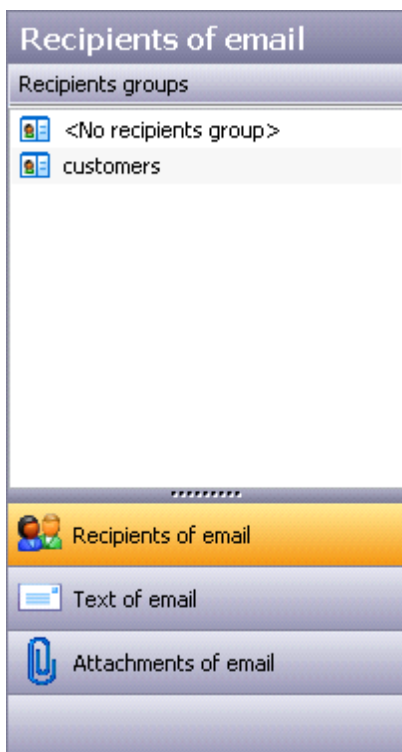 Recipients of email
Recipients groups
<No recipients group>
customers
Recipients of email
Text of email
Attachments of email